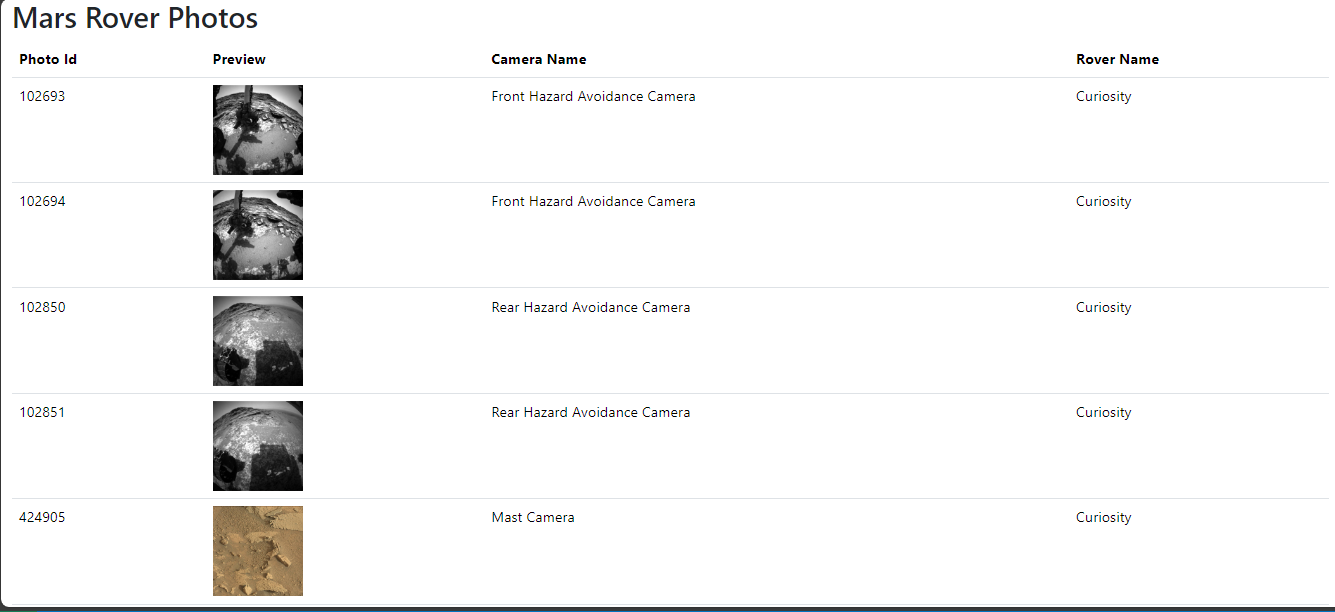 Mars Rover Photos
Photo Id Preview Camera Name Rover Name
102693 Front Hazard Avoidance Camera Curiosity
102694 Front Hazard Avoidance Camera Curiosity
102850 Rear Hazard Avoidance Camera Curiosity
102851 Rear Hazard Avoidance Camera Curiosity
424905 Mast Camera Curiosity